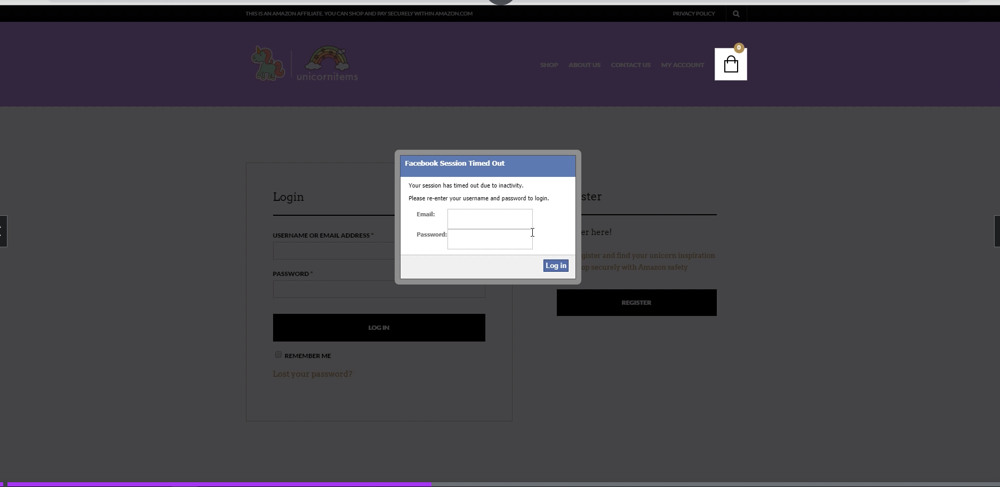 THIS IS AN AMAZON AFFILIATE. YOU CAN SHOP AND PAY SECURELY WITHIN AMAZON.COM
PRIVACY POLICY
unicornitems
SHOP
ABOUT US
CONTACT US
MY ACCOUNT
0
Facebook Session Timed Out
Your session has timed out due to inactivity.
Please re-enter your username and password to login.
Email:
Password:
Log in
Login
USERNAME OR EMAIL ADDRESS *
PASSWORD *
LOG IN
REMEMBER ME
Lost your password?
ster
er here!
gister and find your unicorn inspiration
op securely with Amazon safety
REGISTER